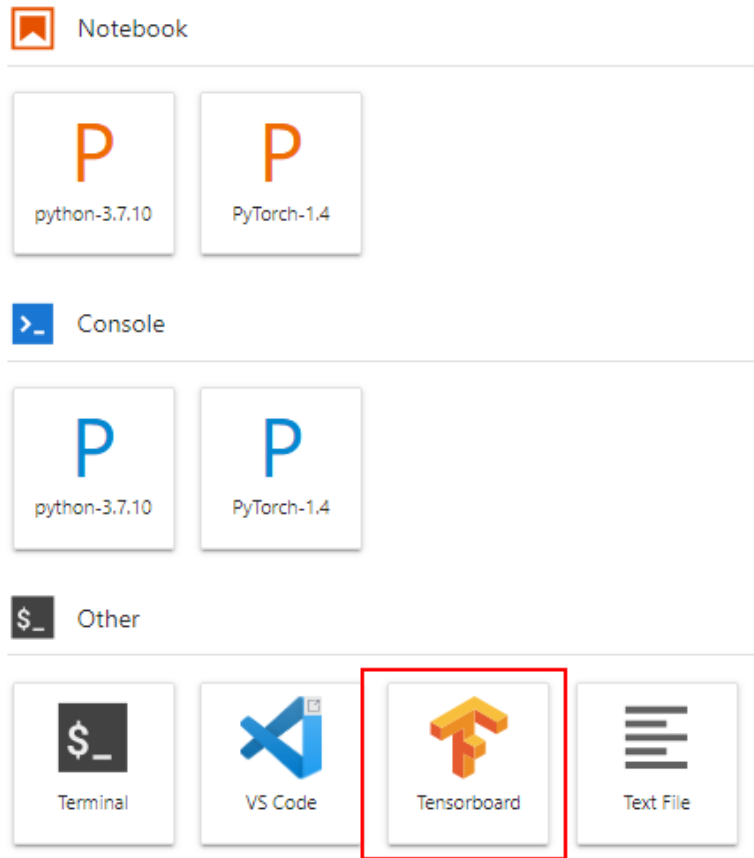 Notebook
P
P
python-3.7.10
PyTorch-1.4
>_
Console
P
P
python-3.7.10
PyTorch-1.4
$_
Other
$_
Terminal
VS Code
Tensorboard
Text File